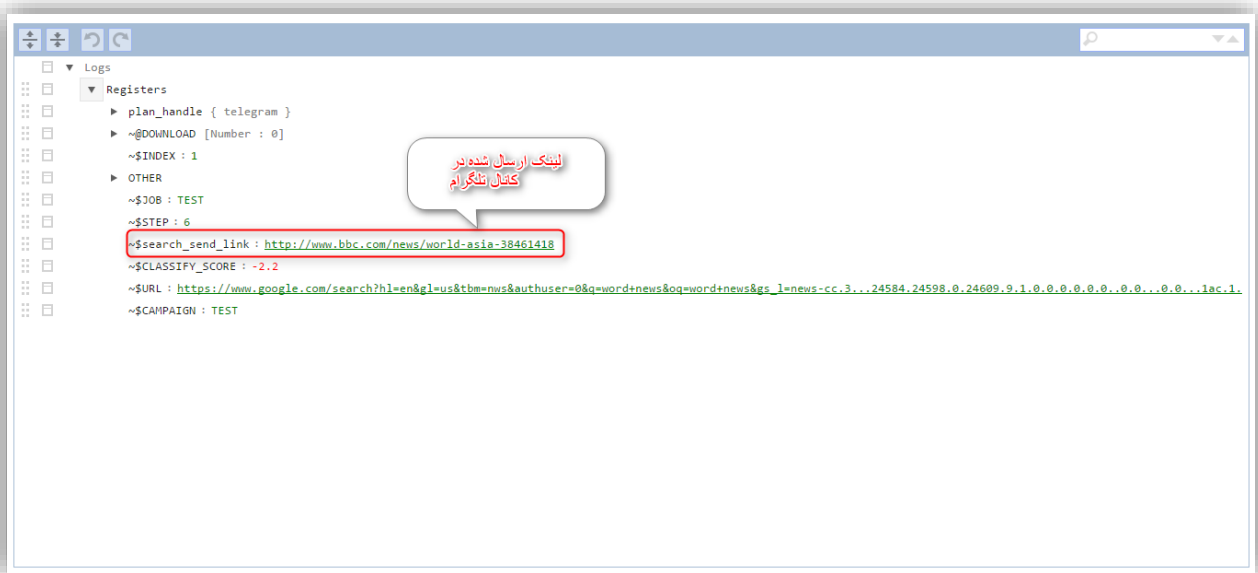 Logs
Registers
plan_handle { telegram }
~@DOWNLOAD [Number : 0]
~$INDEX : 1
OTHER
~$JOB : TEST
~$STEP : 6
~$search_send_link : http://www.bbc.com/news/world-asia-38461418
~$CLASSIFY_SCORE : -2.2
~$URL : https://www.google.com/search?hl=en&gl=us&tbm=nws&authuser=0&q=word+news&oq=word+news&gs_l=news-cc.3...24584.24598.0.24609.9.1.0.0.0.0.0.0..0.0...0.0...1ac.1.
~$CAMPAIGN : TEST
لینک ارسال شده در
کانال تلگرام